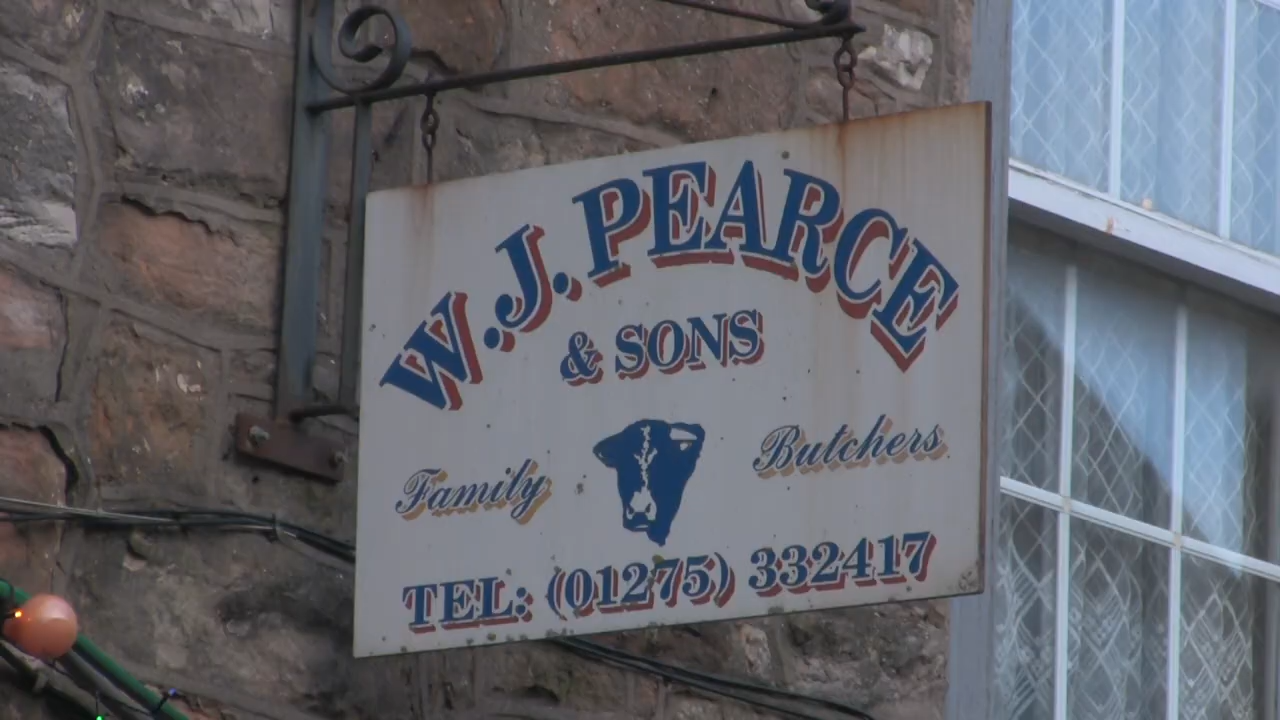 W.J. PEARCE
& SONS
Family Butchers
TEL: (01275) 332417